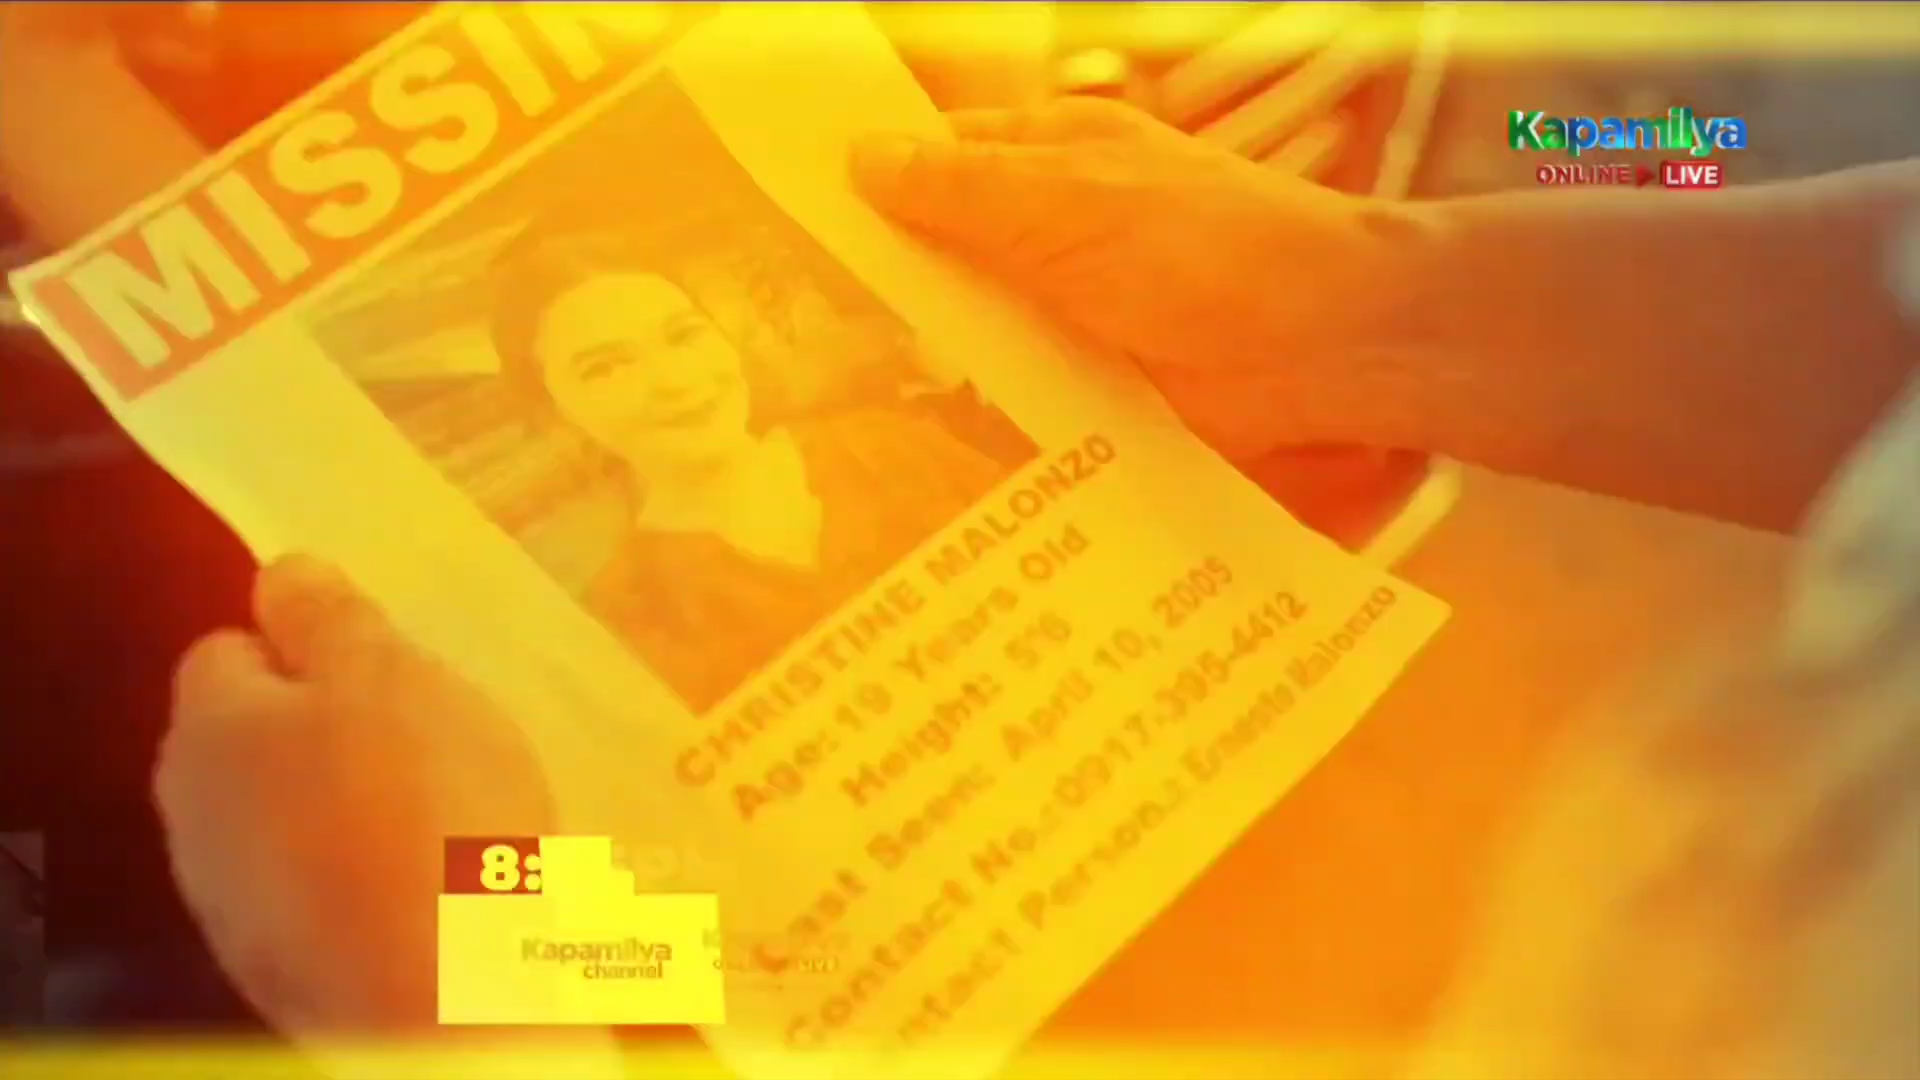 MISSIN
Kapamilya
ONLINE LIVE
CHRISTINE MALONZO
Age: 19 Years Old
Height: 5'6
Last Seen: April 10, 2005
Contact No.: 0917-395-4412
ntact Person.: Ernesto Malonzo
8:
Kapamilya
channel